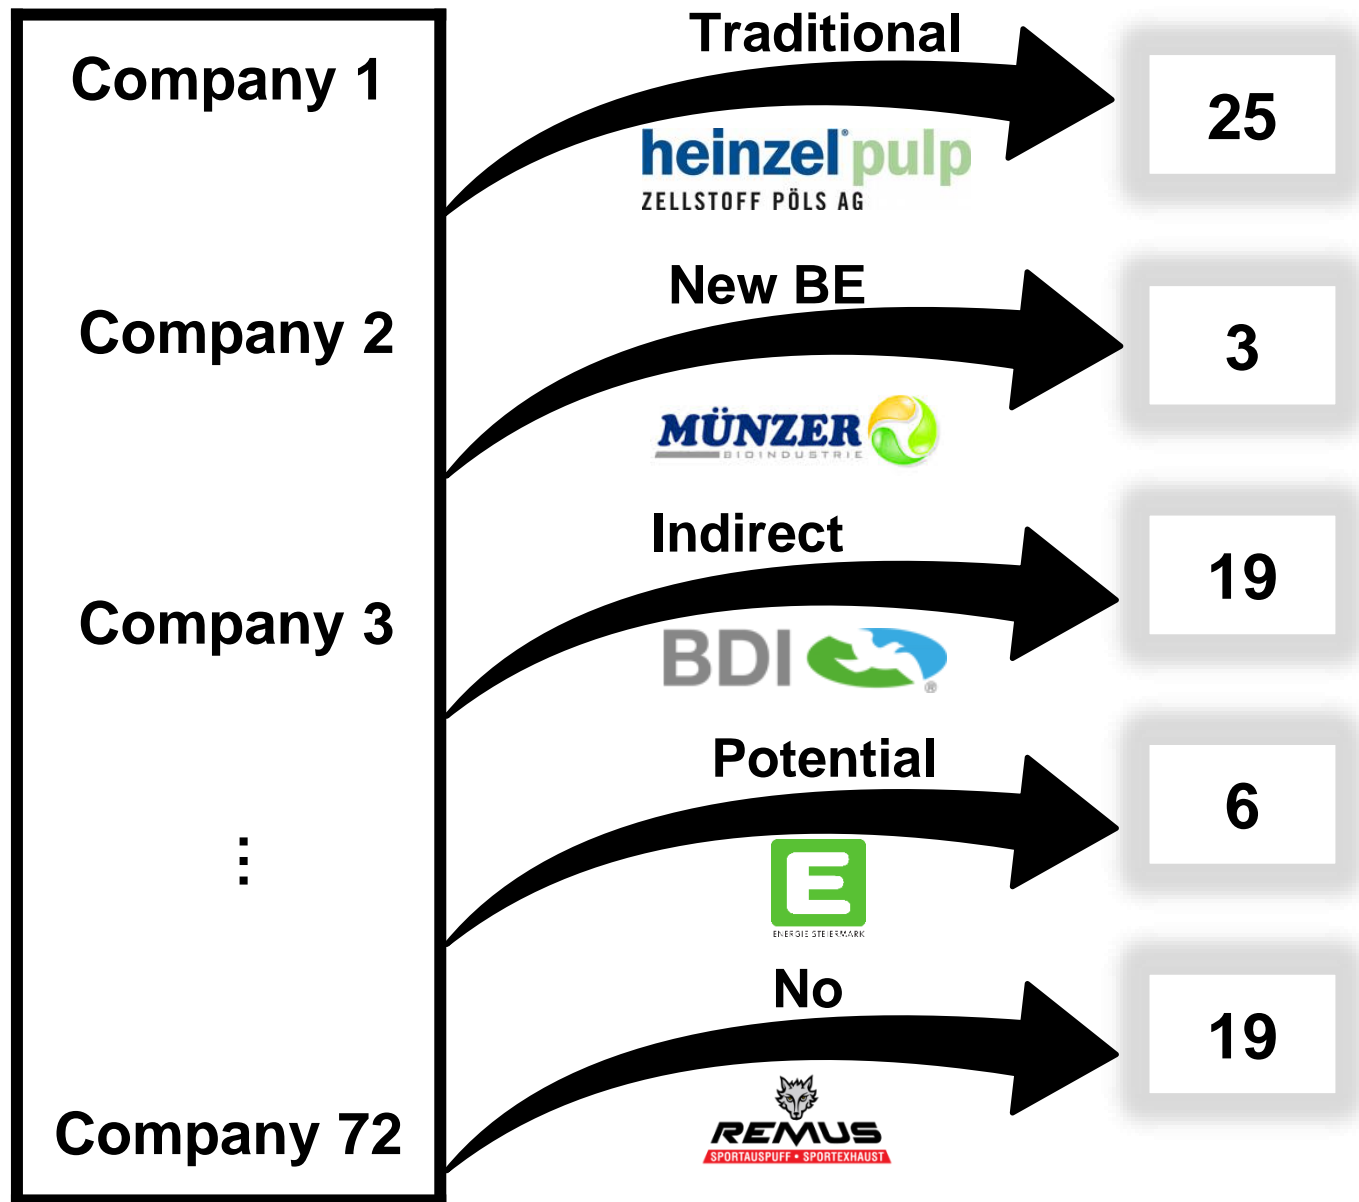 Company 1
Traditional
25
heinzel® pulp
ZELLSTOFF PÖLS AG
New BE
Company 2
3
MÜNZER
BIOINDUSTRIE
Indirect
19
Company 3
BDI
®
Potential
6
⋮
E
ENERGIE STEIERMARK
No
19
Company 72
REMUS
SPORTAUSPUFF • SPORTEXHAUST